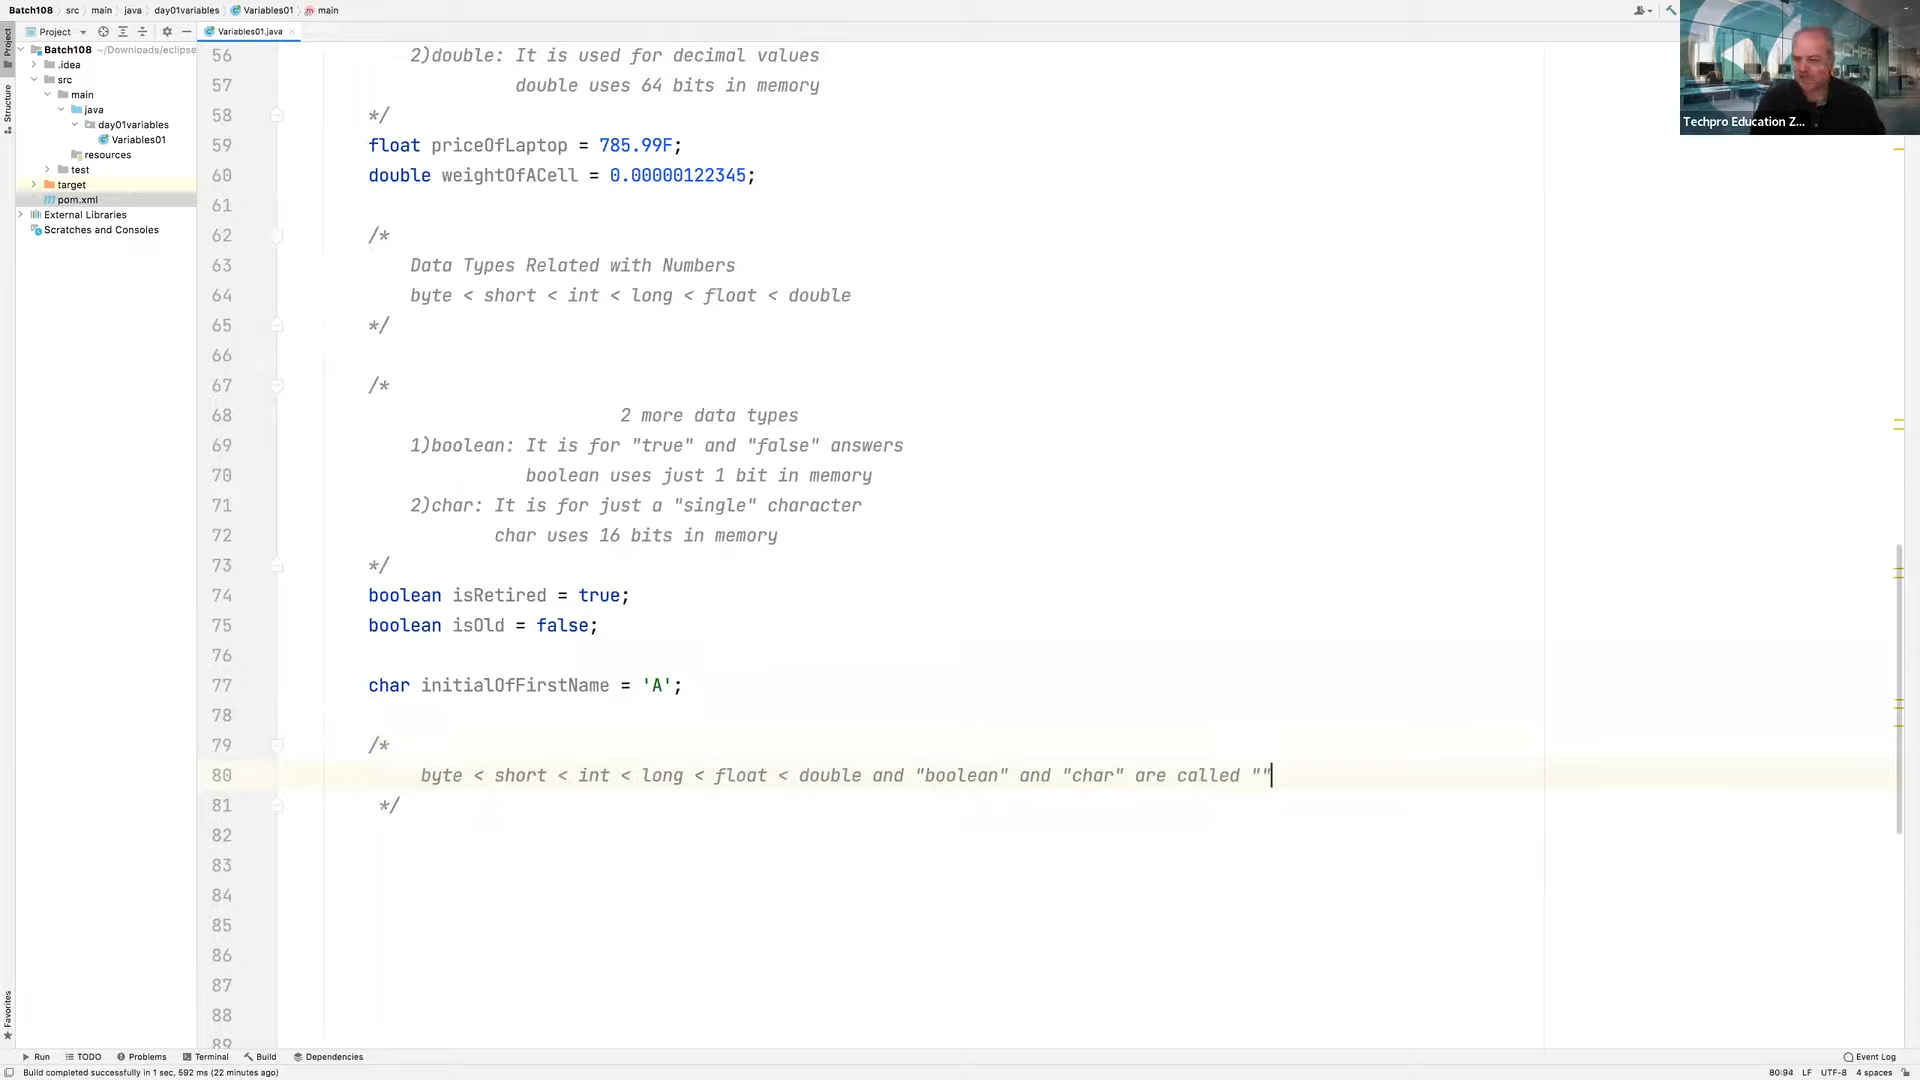 Batch108 src main java day01variables Variables01 main
Project Variables01.java
Batch108 ~/Downloads/eclipse
.idea
src
main
java
day01variables
Variables01
resources
test
target
pom.xml
External Libraries
Scratches and Consoles
Project
Structure
Favorites
56 2)double: It is used for decimal values
57 double uses 64 bits in memory
58 */
59 float priceOfLaptop = 785.99F;
60 double weightOfACell = 0.00000122345;
61
62 /*
63 Data Types Related with Numbers
64 byte < short < int < long < float < double
65 */
66
67 /*
68 2 more data types
69 1)boolean: It is for "true" and "false" answers
70 boolean uses just 1 bit in memory
71 2)char: It is for just a "single" character
72 char uses 16 bits in memory
73 */
74 boolean isRetired = true;
75 boolean isOld = false;
76
77 char initialOfFirstName = 'A';
78
79 /*
80 byte < short < int < long < float < double and "boolean" and "char" are called ""
81 */
82
83
84
85
86
87
88
89
Techpro Education Z...
Run TODO Problems Terminal Build Dependencies Event Log
Build completed successfully in 1 sec, 592 ms (22 minutes ago) 80:94 LF UTF-8 4 spaces